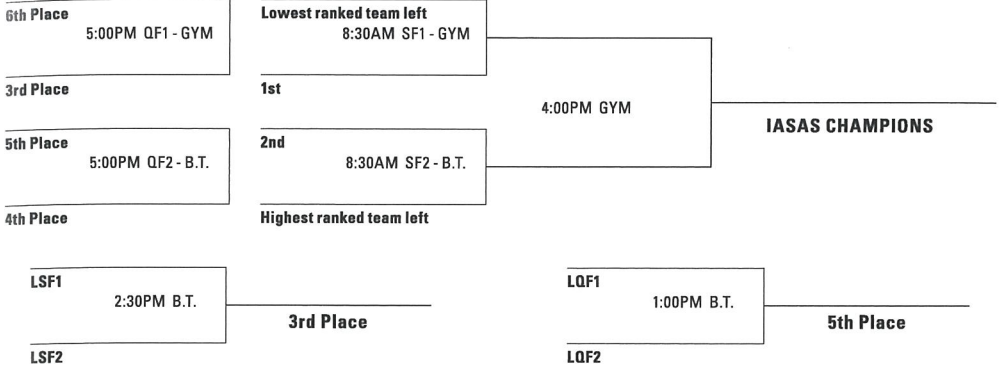 6th Place
5:00PM QF1 - GYM
3rd Place
5th Place
5:00PM QF2 - B.T.
4th Place
Lowest ranked team left
8:30AM SF1 - GYM
1st
2nd
8:30AM SF2 - B.T.
Highest ranked team left
4:00PM GYM
IASAS CHAMPIONS
LSF1
2:30PM B.T.
LSF2
3rd Place
LQF1
1:00PM B.T.
LQF2
5th Place